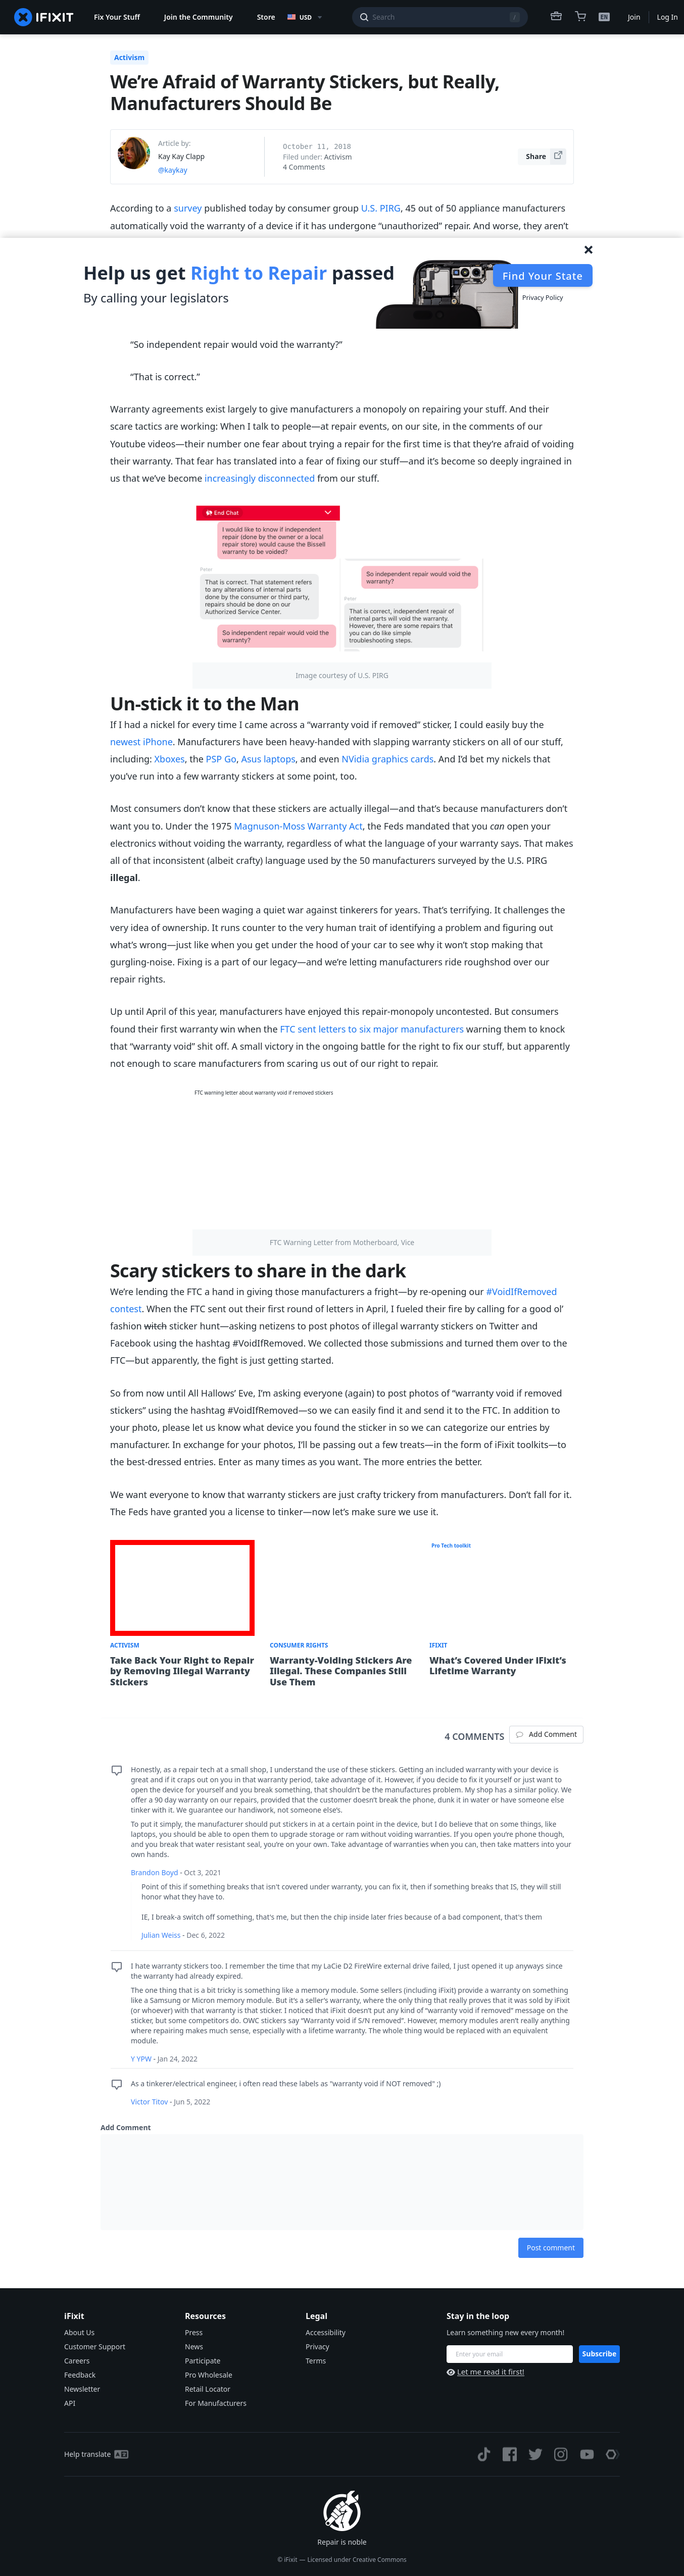 IFIXIT
Fix Your Stuff
Join the Community
Store
USD
Search
/
EN
Join
Log In
Activism
We’re Afraid of Warranty Stickers, but Really,
Manufacturers Should Be
Article by:
Kay Kay Clapp
@kaykay
October 11, 2018
Filed under: Activism
4 Comments
Share
According to a survey published today by consumer group U.S. PIRG, 45 out of 50 appliance manufacturers
automatically void the warranty of a device if it has undergone “unauthorized” repair. And worse, they aren’t
Help us get Right to Repair passed
By calling your legislators
Find Your State
Privacy Policy
“So independent repair would void the warranty?”
“That is correct.”
Warranty agreements exist largely to give manufacturers a monopoly on repairing your stuff. And their
scare tactics are working: When I talk to people—at repair events, on our site, in the comments of our
Youtube videos—their number one fear about trying a repair for the first time is that they’re afraid of voiding
their warranty. That fear has translated into a fear of fixing our stuff—and it’s become so deeply ingrained in
us that we’ve become increasingly disconnected from our stuff.
End Chat
I would like to know if independent
repair (done by the owner or a local
repair store) would cause the Bissell
warranty to be voided?
Peter
That is correct. That statement refers
to any alterations of internal parts
done by the consumer or third party,
repairs should be done on our
Authorized Service Center.
So independent repair would void the
warranty?
So independent repair would void the
warranty?
Peter
That is correct, independent repair of
internal parts will void the warranty.
However, there are some repairs that
you can do like simple
troubleshooting steps.
Image courtesy of U.S. PIRG
Un-stick it to the Man
If I had a nickel for every time I came across a “warranty void if removed” sticker, I could easily buy the
newest iPhone. Manufacturers have been heavy-handed with slapping warranty stickers on all of our stuff,
including: Xboxes, the PSP Go, Asus laptops, and even NVidia graphics cards. And I’d bet my nickels that
you’ve run into a few warranty stickers at some point, too.
Most consumers don’t know that these stickers are actually illegal—and that’s because manufacturers don’t
want you to. Under the 1975 Magnuson-Moss Warranty Act, the Feds mandated that you can open your
electronics without voiding the warranty, regardless of what the language of your warranty says. That makes
all of that inconsistent (albeit crafty) language used by the 50 manufacturers surveyed by the U.S. PIRG
illegal.
Manufacturers have been waging a quiet war against tinkerers for years. That’s terrifying. It challenges the
very idea of ownership. It runs counter to the very human trait of identifying a problem and figuring out
what’s wrong—just like when you get under the hood of your car to see why it won’t stop making that
gurgling-noise. Fixing is a part of our legacy—and we’re letting manufacturers ride roughshod over our
repair rights.
Up until April of this year, manufacturers have enjoyed this repair-monopoly uncontested. But consumers
found their first warranty win when the FTC sent letters to six major manufacturers warning them to knock
that “warranty void” shit off. A small victory in the ongoing battle for the right to fix our stuff, but apparently
not enough to scare manufacturers from scaring us out of our right to repair.
FTC warning letter about warranty void if removed stickers
FTC Warning Letter from Motherboard, Vice
Scary stickers to share in the dark
We’re lending the FTC a hand in giving those manufacturers a fright—by re-opening our #VoidIfRemoved
contest. When the FTC sent out their first round of letters in April, I fueled their fire by calling for a good ol’
fashion witch sticker hunt—asking netizens to post photos of illegal warranty stickers on Twitter and
Facebook using the hashtag #VoidIfRemoved. We collected those submissions and turned them over to the
FTC—but apparently, the fight is just getting started.
So from now until All Hallows’ Eve, I’m asking everyone (again) to post photos of “warranty void if removed
stickers” using the hashtag #VoidIfRemoved—so we can easily find it and send it to the FTC. In addition to
your photo, please let us know what device you found the sticker in so we can categorize our entries by
manufacturer. In exchange for your photos, I’ll be passing out a few treats—in the form of iFixit toolkits—to
the best-dressed entries. Enter as many times as you want. The more entries the better.
We want everyone to know that warranty stickers are just crafty trickery from manufacturers. Don’t fall for it.
The Feds have granted you a license to tinker—now let’s make sure we use it.
Pro Tech toolkit
ACTIVISM
Take Back Your Right to Repair
by Removing Illegal Warranty
Stickers
CONSUMER RIGHTS
Warranty-Voiding Stickers Are
Illegal. These Companies Still
Use Them
IFIXIT
What’s Covered Under iFixit’s
Lifetime Warranty
4 COMMENTS
Add Comment
Honestly, as a repair tech at a small shop, I understand the use of these stickers. Getting an included warranty with your device is
great and if it craps out on you in that warranty period, take advantage of it. However, if you decide to fix it yourself or just want to
open the device for yourself and you break something, that shouldn’t be the manufactures problem. My shop has a similar policy. We
offer a 90 day warranty on our repairs, provided that the customer doesn’t break the phone, dunk it in water or have someone else
tinker with it. We guarantee our handiwork, not someone else’s.
To put it simply, the manufacturer should put stickers in at a certain point in the device, but I do believe that on some things, like
laptops, you should be able to open them to upgrade storage or ram without voiding warranties. If you open you’re phone though,
and you break that water resistant seal, you’re on your own. Take advantage of warranties when you can, then take matters into your
own hands.
Brandon Boyd - Oct 3, 2021
Point of this if something breaks that isn't covered under warranty, you can fix it, then if something breaks that IS, they will still
honor what they have to.
IE, I break-a switch off something, that's me, but then the chip inside later fries because of a bad component, that's them
Julian Weiss - Dec 6, 2022
I hate warranty stickers too. I remember the time that my LaCie D2 FireWire external drive failed, I just opened it up anyways since
the warranty had already expired.
The one thing that is a bit tricky is something like a memory module. Some sellers (including iFixit) provide a warranty on something
like a Samsung or Micron memory module. But it’s a seller’s warranty, where the only thing that really proves that it was sold by iFixit
(or whoever) with that warranty is that sticker. I noticed that iFixit doesn’t put any kind of “warranty void if removed” message on the
sticker, but some competitors do. OWC stickers say “Warranty void if S/N removed”. However, memory modules aren’t really anything
where repairing makes much sense, especially with a lifetime warranty. The whole thing would be replaced with an equivalent
module.
Y YPW - Jan 24, 2022
As a tinkerer/electrical engineer, i often read these labels as "warranty void if NOT removed" ;)
Victor Titov - Jun 5, 2022
Add Comment
Post comment
iFixit
About Us
Customer Support
Careers
Feedback
Newsletter
API
Resources
Press
News
Participate
Pro Wholesale
Retail Locator
For Manufacturers
Legal
Accessibility
Privacy
Terms
Stay in the loop
Learn something new every month!
Enter your email
Subscribe
Let me read it first!
Help translate
Repair is noble
© iFixit — Licensed under Creative Commons